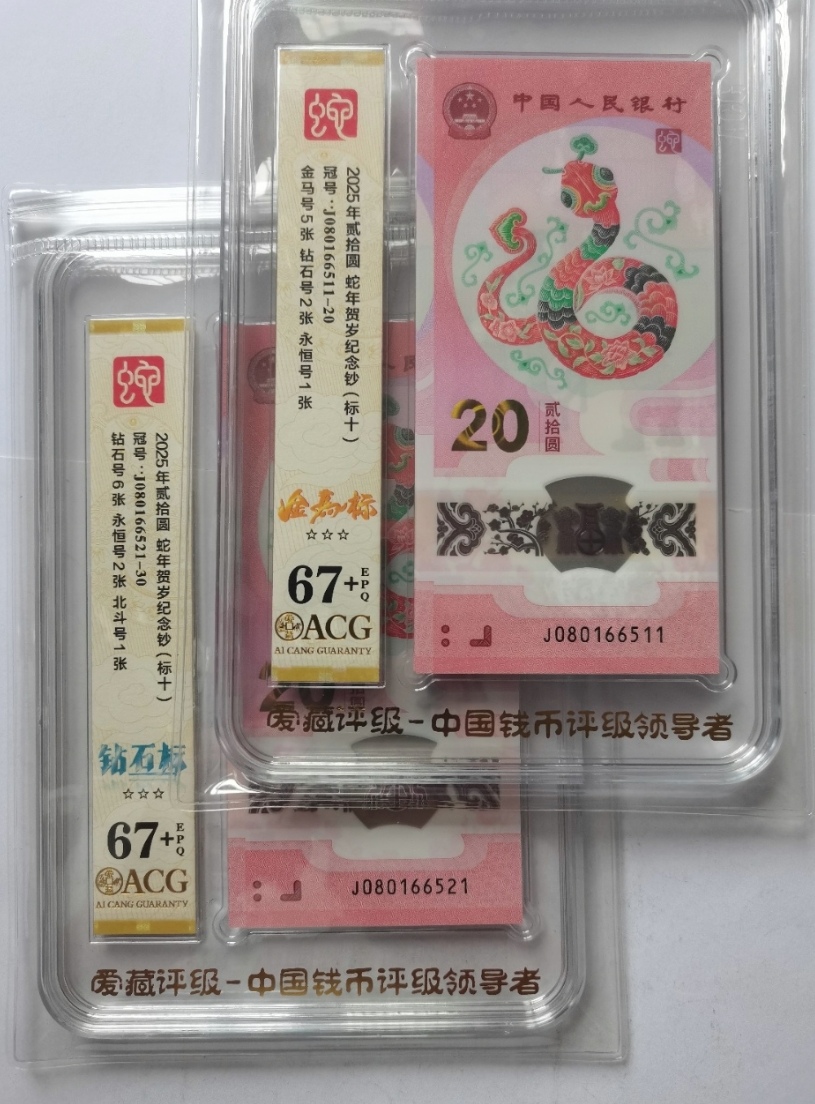 蛇
2025年贰拾圆 蛇年贺岁纪念钞（标十）
冠号：J080166511-20
金马号5张 钻石号2张 永恒号1张
金马标
☆☆☆
67+ EPQ
ACG
AI CANG GUARANTY
中国人民银行
蛇
20 贰拾圆
J080166511
爱藏评级-中国钱币评级领导者
蛇
2025年贰拾圆 蛇年贺岁纪念钞（标十）
冠号：J080166521-30
钻石号6张 永恒号2张 北斗号1张
钻石标
☆☆☆
67+ EPQ
ACG
AI CANG GUARANTY
20
J080166521
爱藏评级-中国钱币评级领导者